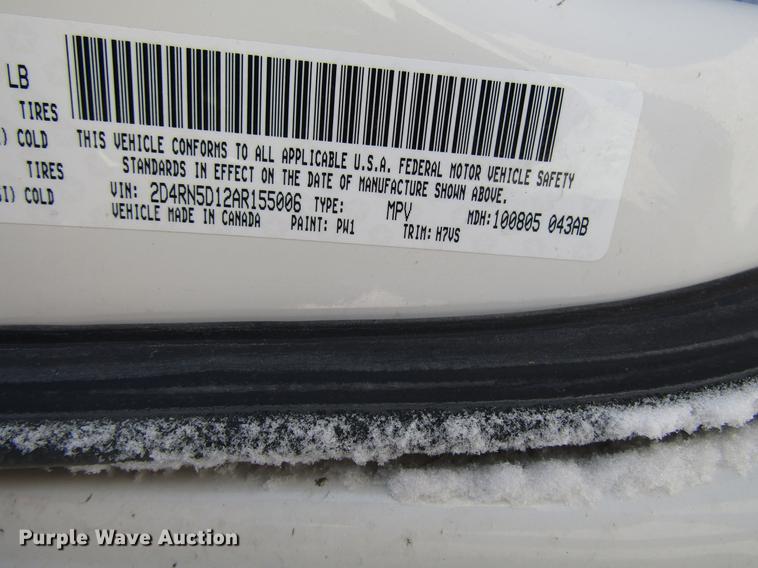 LB
TIRES
I) COLD
TIRES
SI) COLD
THIS VEHICLE CONFORMS TO ALL APPLICABLE U.S.A. FEDERAL MOTOR VEHICLE SAFETY
STANDARDS IN EFFECT ON THE DATE OF MANUFACTURE SHOWN ABOVE.
VIN: 2D4RN5D12AR155006 TYPE: MPV MDH: 100805 043AB
VEHICLE MADE IN CANADA PAINT: PW1 TRIM: H7VS
Purple Wave Auction